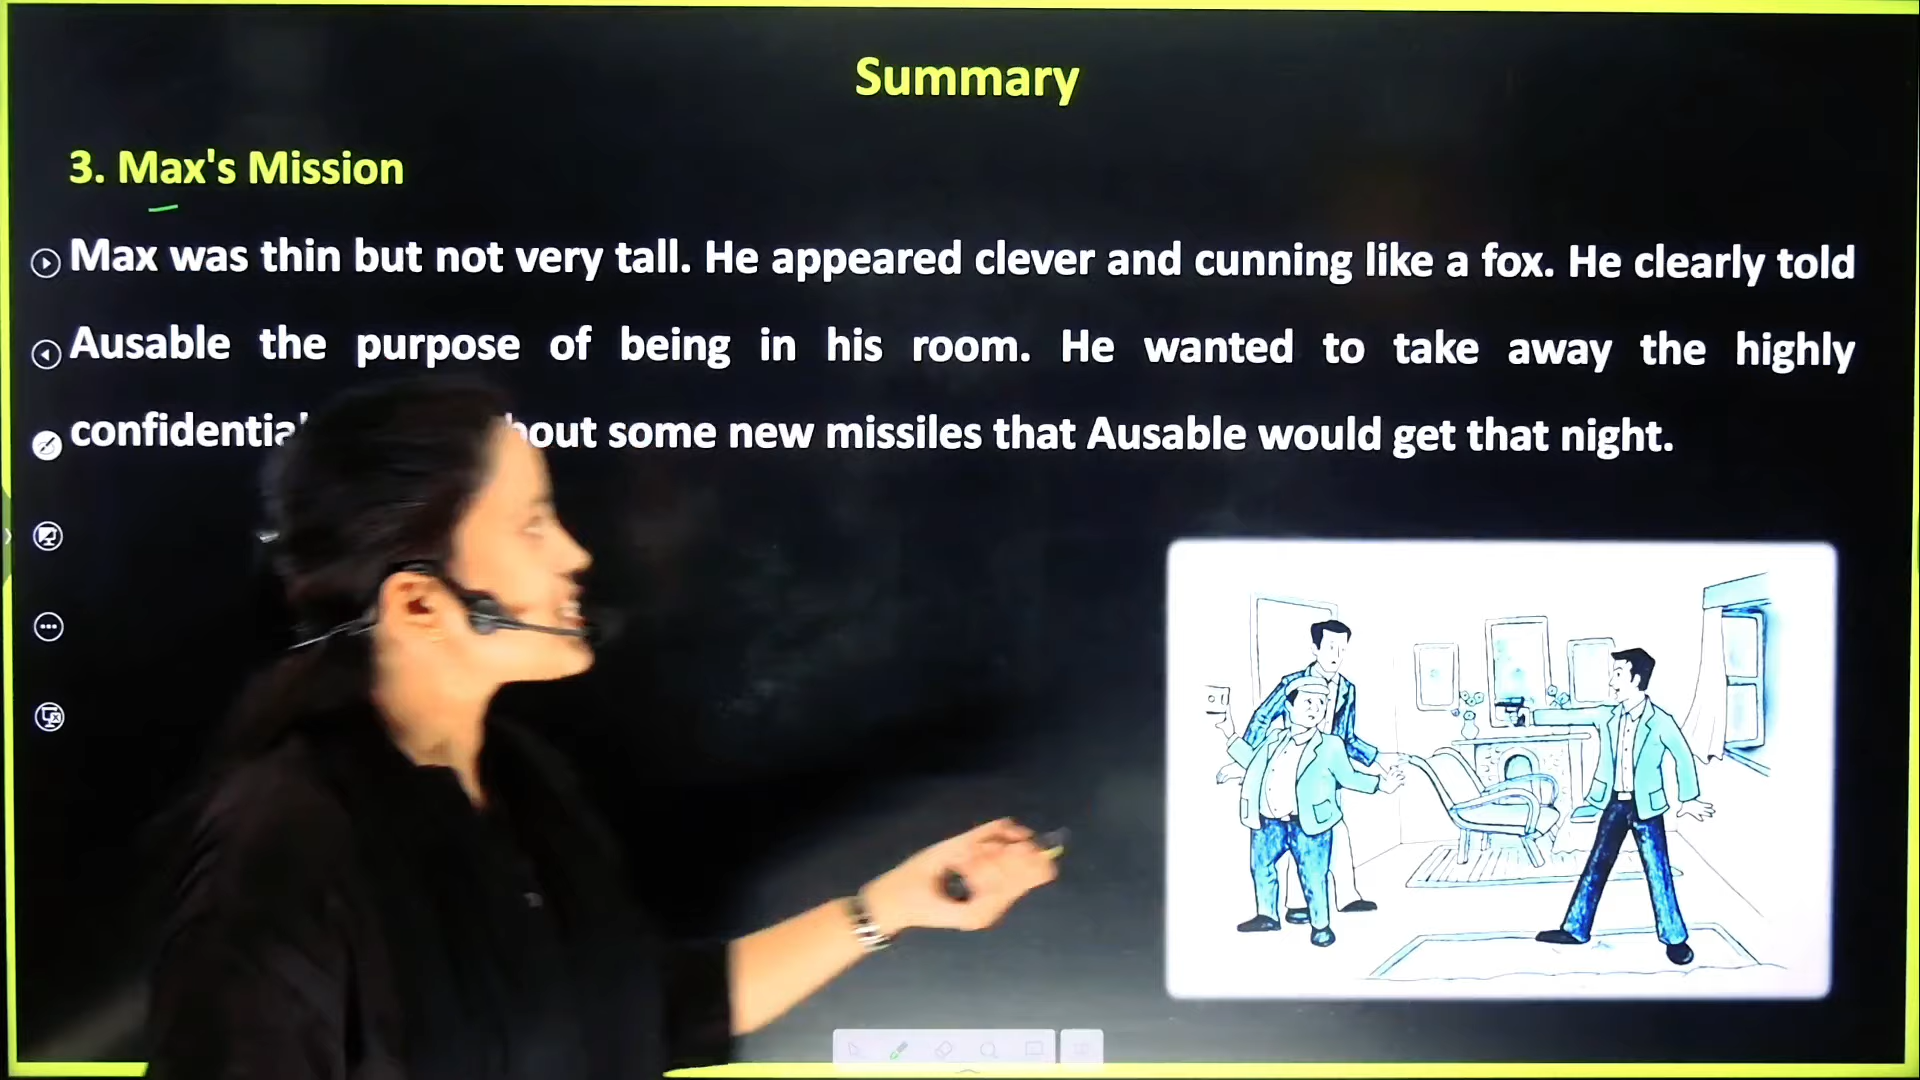 Summary
3. Max's Mission
Max was thin but not very tall. He appeared clever and cunning like a fox. He clearly told
Ausable the purpose of being in his room. He wanted to take away the highly
confidential some new missiles that Ausable would get that night.